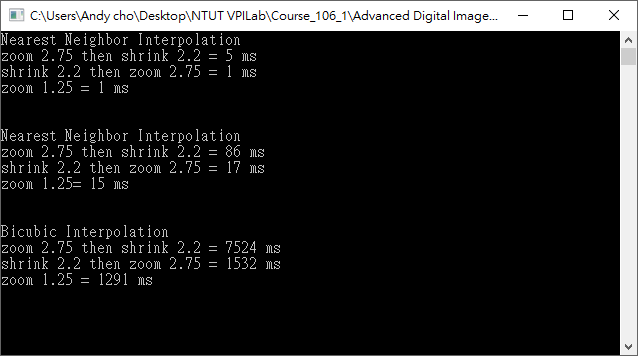 C:\Users\Andy cho\Desktop\NTUT VPILab\Course_106_1\Advanced Digital Image...
Nearest Neighbor Interpolation
zoom 2.75 then shrink 2.2 = 5 ms
shrink 2.2 then zoom 2.75 = 1 ms
zoom 1.25 = 1 ms
Nearest Neighbor Interpolation
zoom 2.75 then shrink 2.2 = 86 ms
shrink 2.2 then zoom 2.75 = 17 ms
zoom 1.25= 15 ms
Bicubic Interpolation
zoom 2.75 then shrink 2.2 = 7524 ms
shrink 2.2 then zoom 2.75 = 1532 ms
zoom 1.25 = 1291 ms